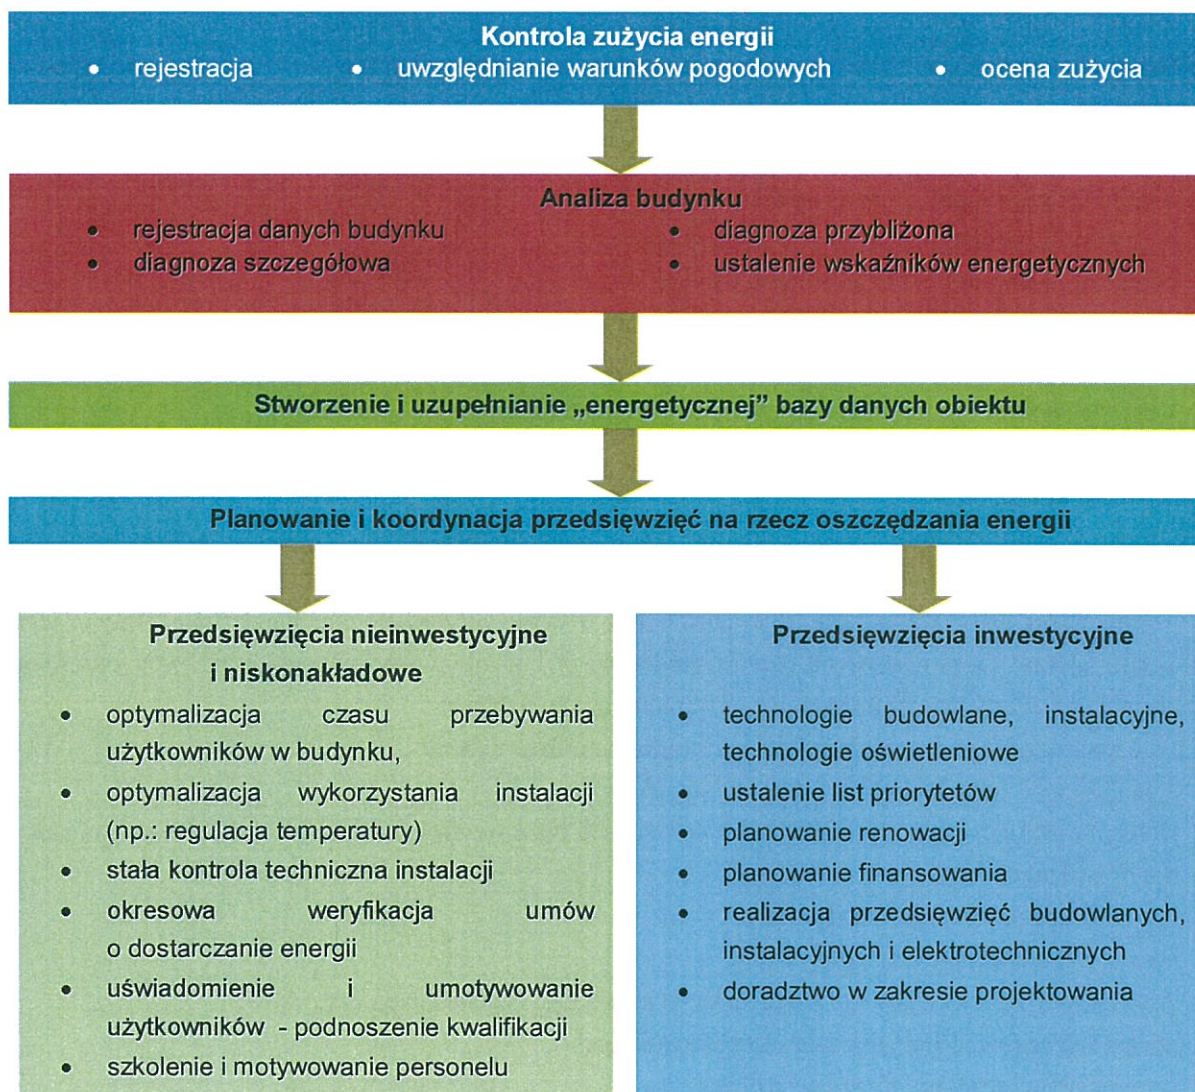 Kontrola zużycia energii
• rejestracja • uwzględnianie warunków pogodowych • ocena zużycia
Analiza budynku
• rejestracja danych budynku • diagnoza przybliżona
• diagnoza szczegółowa • ustalenie wskaźników energetycznych
Stworzenie i uzupełnianie „energetycznej” bazy danych obiektu
Planowanie i koordynacja przedsięwzięć na rzecz oszczędzania energii
Przedsięwzięcia nieinwestycyjne
i niskonakładowe
• optymalizacja czasu przebywania
użytkowników w budynku,
• optymalizacja wykorzystania instalacji
(np.: regulacja temperatury)
• stała kontrola techniczna instalacji
• okresowa weryfikacja umów
o dostarczanie energii
• uświadomienie i umotywowanie
użytkowników - podnoszenie kwalifikacji
• szkolenie i motywowanie personelu
Przedsięwzięcia inwestycyjne
• technologie budowlane, instalacyjne,
technologie oświetleniowe
• ustalenie list priorytetów
• planowanie renowacji
• planowanie finansowania
• realizacja przedsięwzięć budowlanych,
instalacyjnych i elektrotechnicznych
• doradztwo w zakresie projektowania